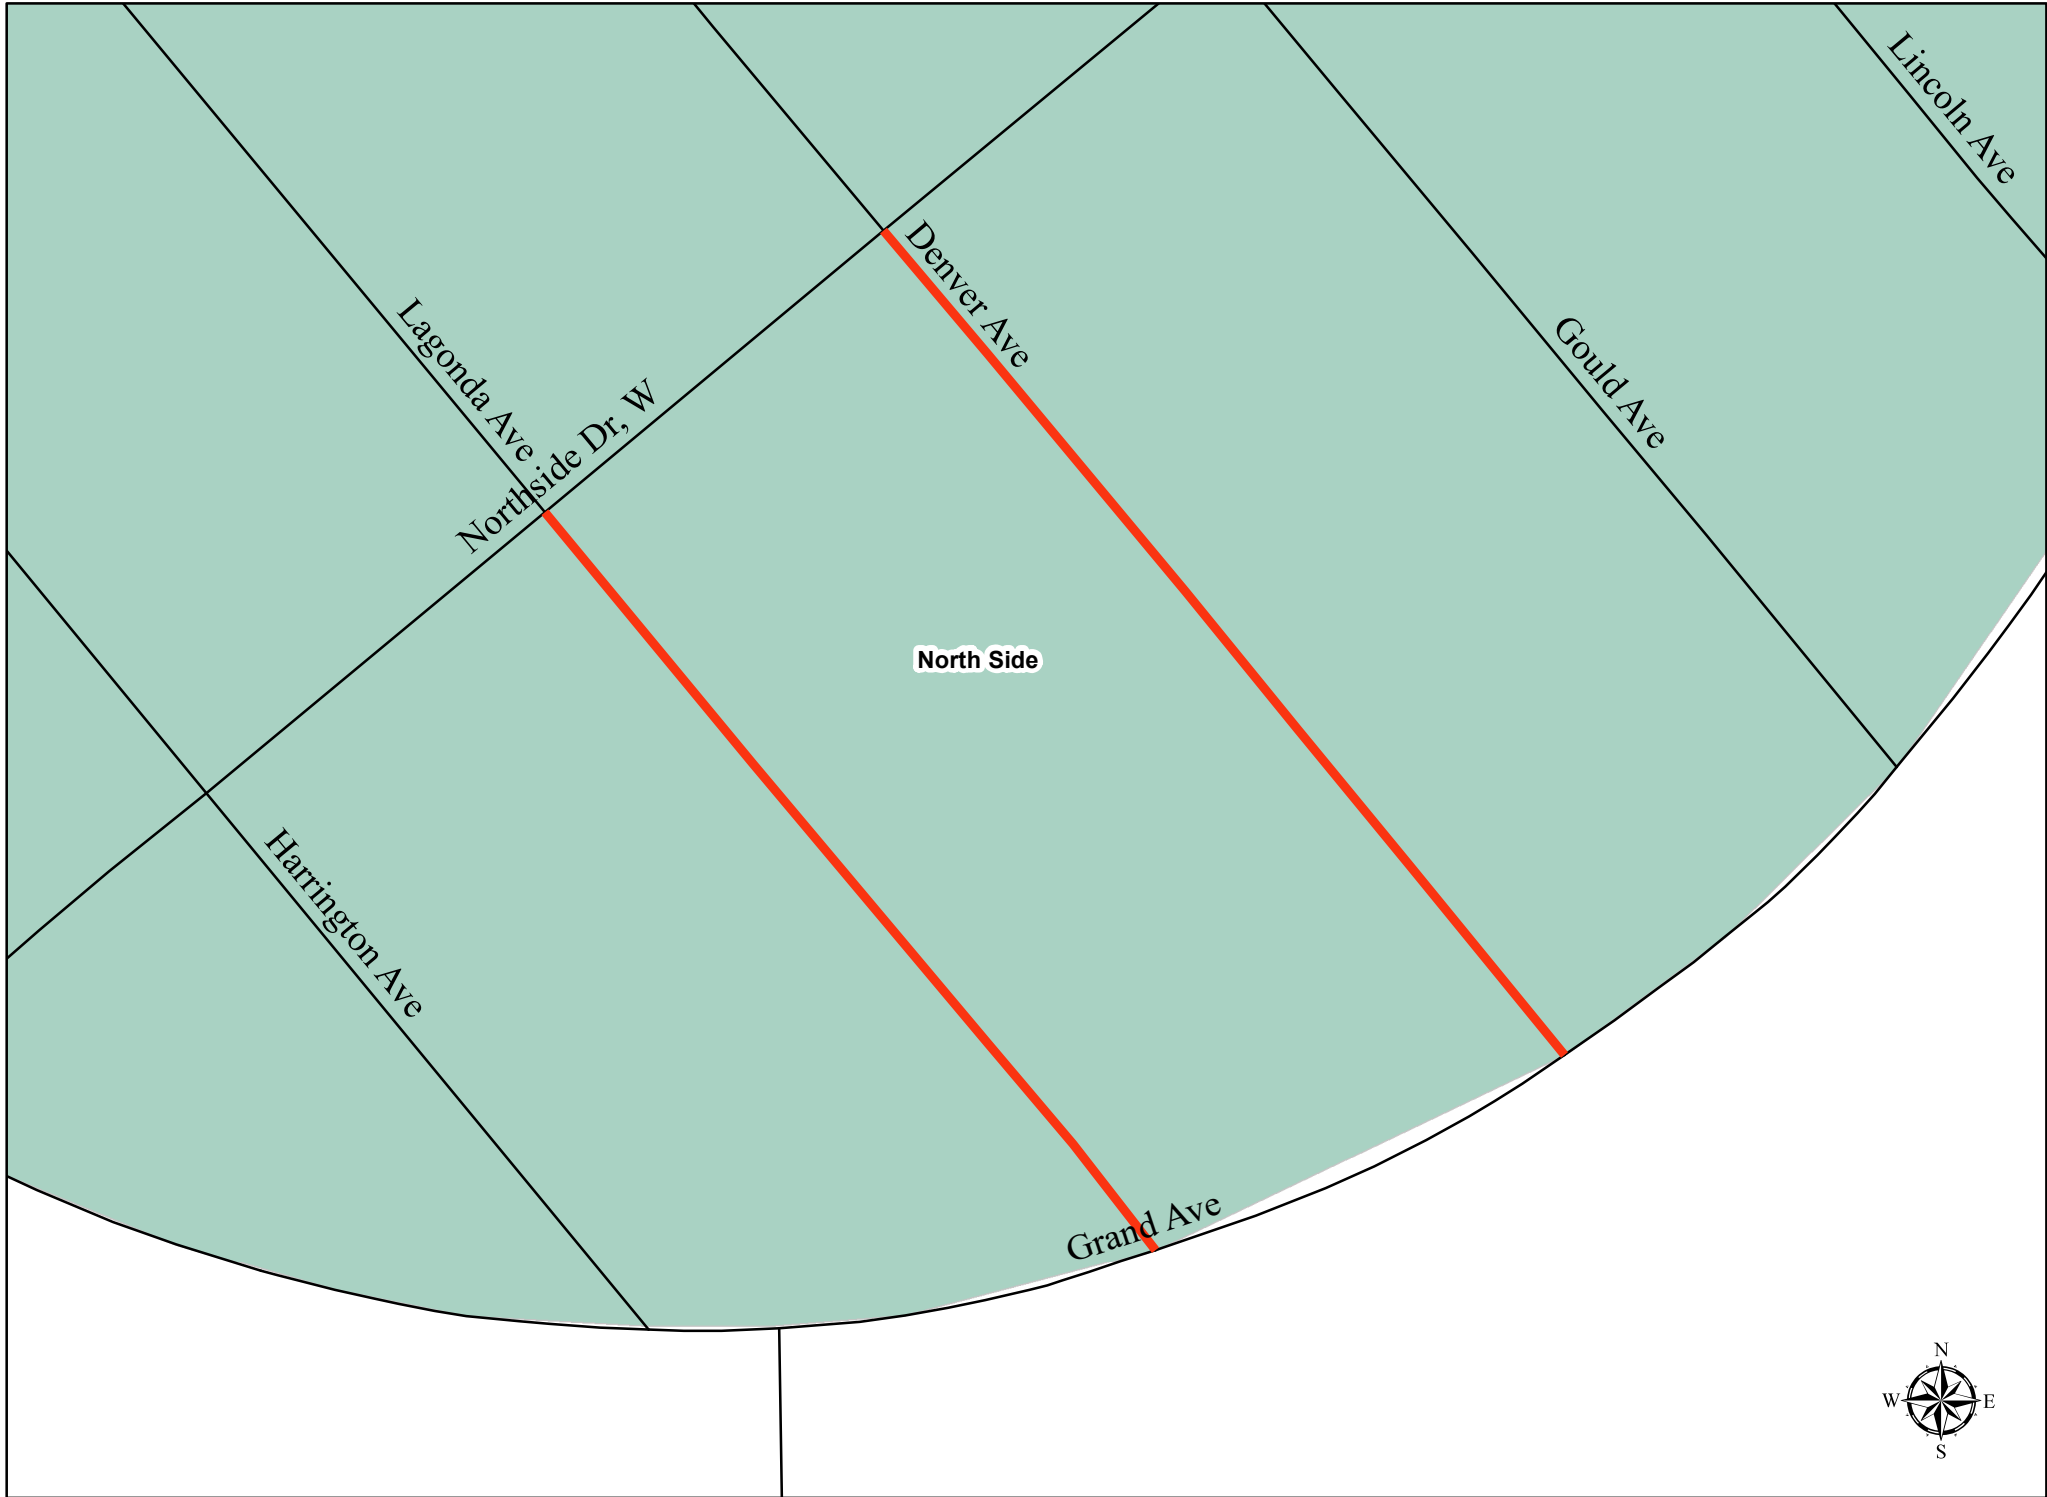 Lincoln Ave
Denver Ave
Lagonda Ave
Gould Ave
Northside Dr, W
North Side
Harrington Ave
Grand Ave
N
W
E
S